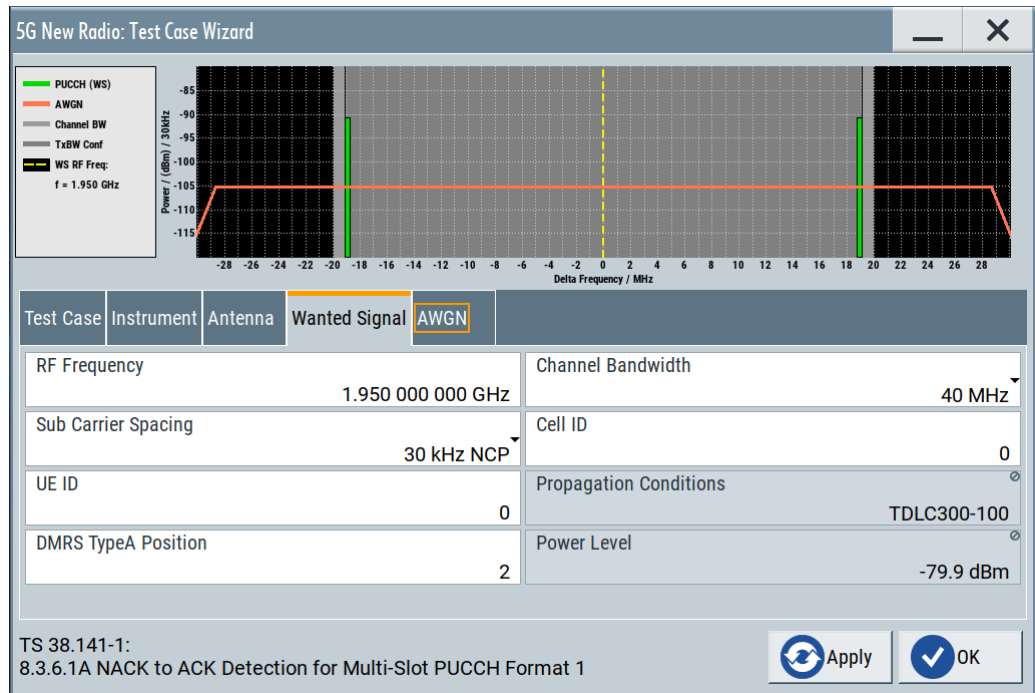 5G New Radio: Test Case Wizard
PUCCH (WS)
AWGN
Channel BW
TxBW Conf
WS RF Freq:
f = 1.950 GHz
Power / (dBm) / 30kHz
-85
-90
-95
-100
-105
-110
-115
-28 -26 -24 -22 -20 -18 -16 -14 -12 -10 -8 -6 -4 -2 0 2 4 6 8 10 12 14 16 18 20 22 24 26 28
Delta Frequency / MHz
Test Case Instrument Antenna Wanted Signal AWGN
RF Frequency
1.950 000 000 GHz
Channel Bandwidth
40 MHz
Sub Carrier Spacing
30 kHz NCP
Cell ID
0
UE ID
0
Propagation Conditions
TDLC300-100
DMRS TypeA Position
2
Power Level
-79.9 dBm
TS 38.141-1:
8.3.6.1A NACK to ACK Detection for Multi-Slot PUCCH Format 1
Apply
OK